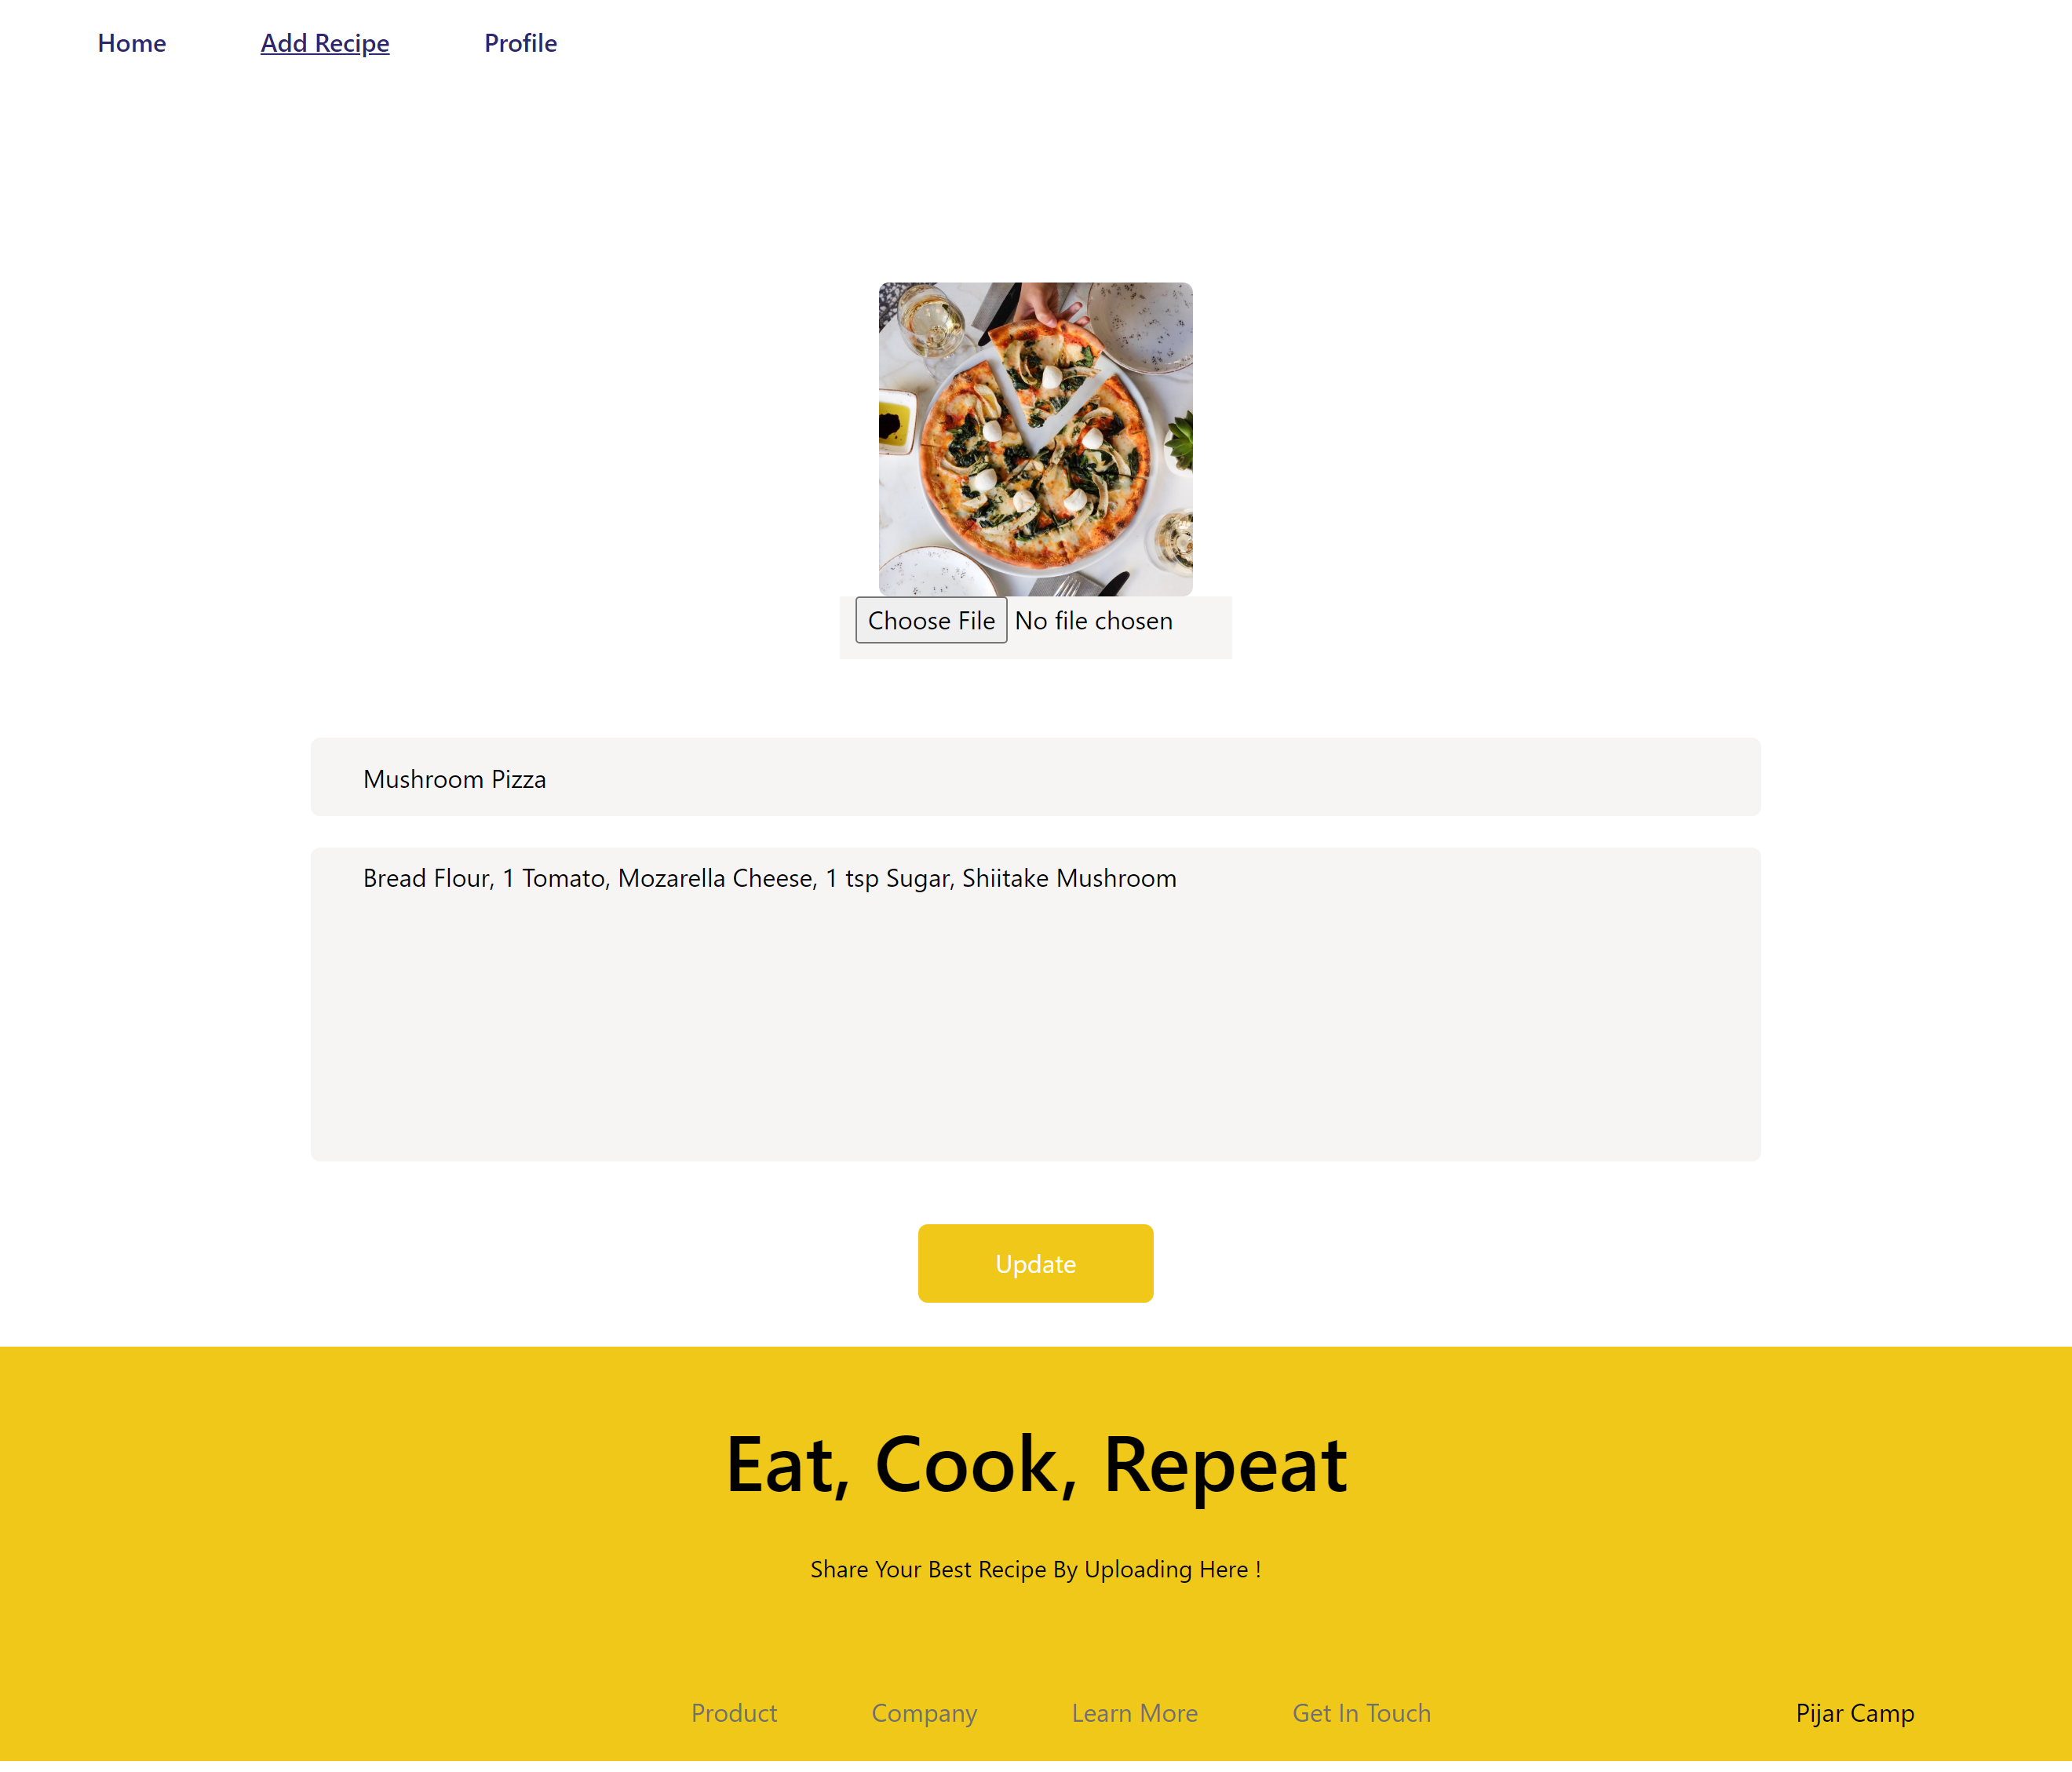 Home Add Recipe Profile
Choose File No file chosen
Mushroom Pizza
Bread Flour, 1 Tomato, Mozarella Cheese, 1 tsp Sugar, Shiitake Mushroom
Update
Eat, Cook, Repeat
Share Your Best Recipe By Uploading Here !
Product Company Learn More Get In Touch Pijar Camp